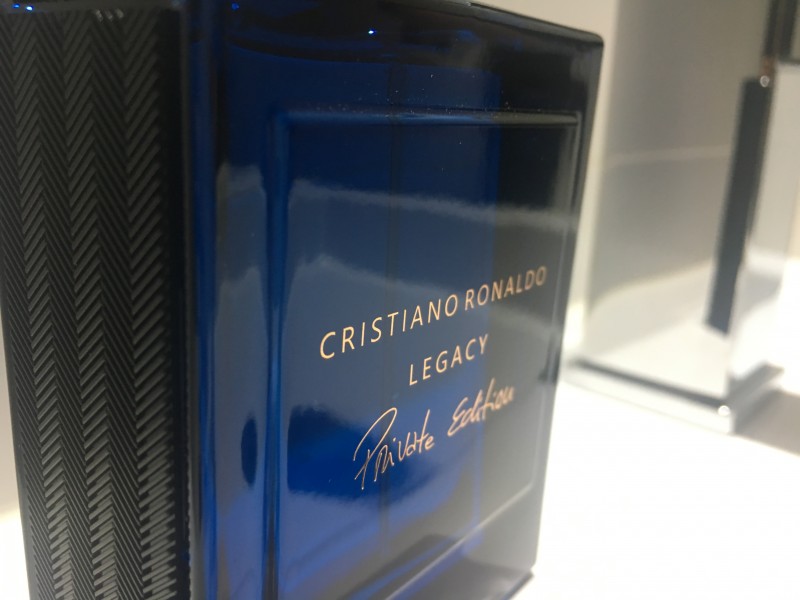 CRISTIANO RONALDO
LEGACY
Private Edition